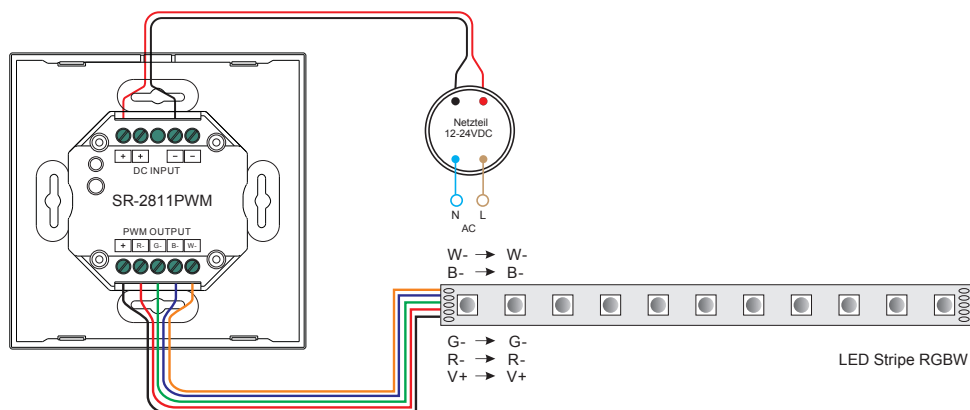 Netzteil
12-24VDC
+ + − −
DC INPUT
SR-2811PWM
N L
AC
PWM OUTPUT
+ R- G- B- W-
W- → W-
B- → B-
G- → G-
R- → R-
V+ → V+
LED Stripe RGBW